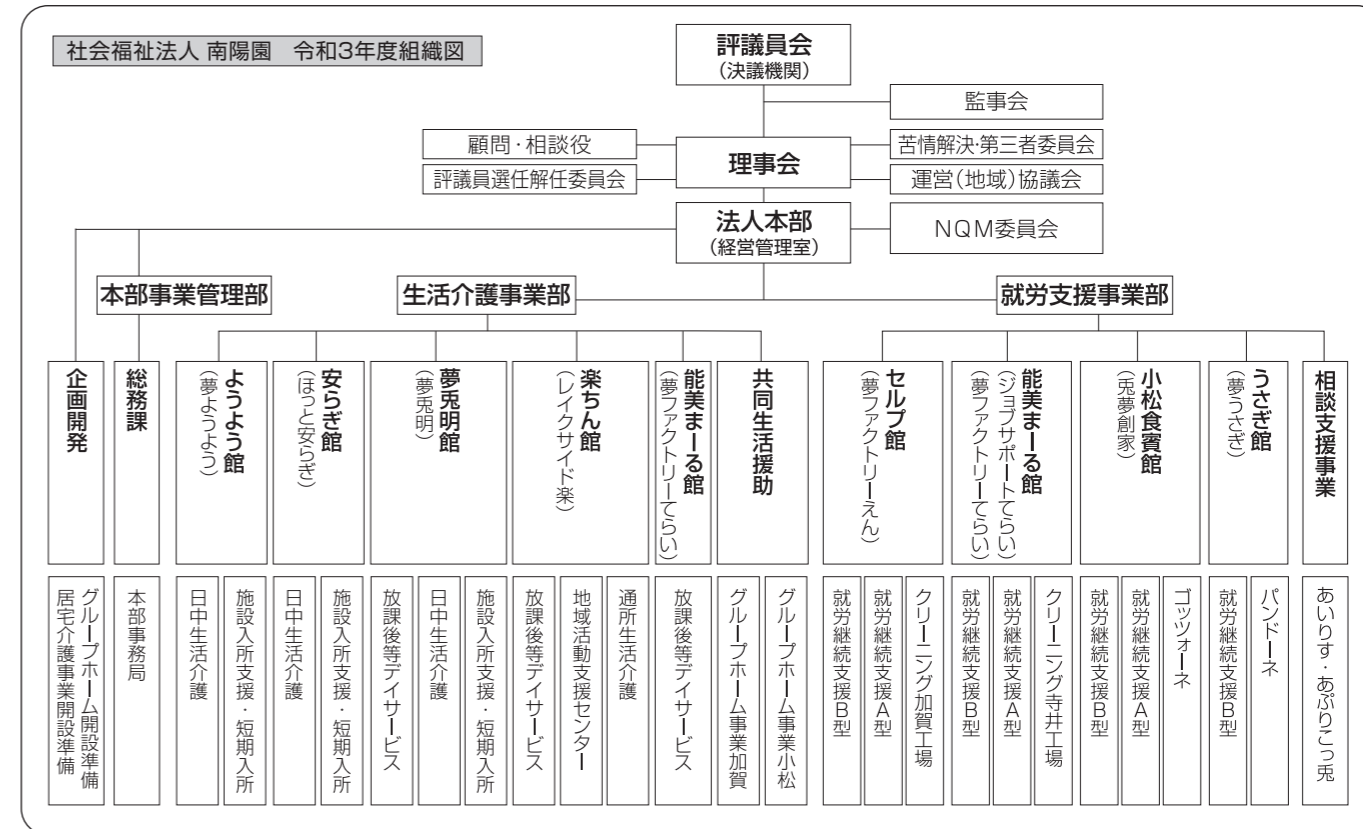 社会福祉法人 南陽園　令和3年度組織図
評議員会
（決議機関）
監事会
顧問・相談役
苦情解決・第三者委員会
理事会
評議員選任解任委員会
運営（地域）協議会
法人本部
（経営管理室）
NQM委員会
本部事業管理部
生活介護事業部
就労支援事業部
企画開発
総務課
ようよう館
（夢ようよう）
安らぎ館
（ほっと安らぎ）
夢兎明館
（夢兎明）
楽ちん館
（レイクサイド楽）
能美まーる館
（夢ファクトリーてらい）
共同生活援助
セルプ館
（夢ファクトリーえん）
能美まーる館
（ジョブサポートてらい）
（夢ファクトリーてらい）
小松食賓館
（兎夢創家）
うさぎ館
（夢うさぎ）
相談支援事業
グループホーム開設準備
居宅介護事業開設準備
本部事務局
日中生活介護
施設入所支援・短期入所
日中生活介護
施設入所支援・短期入所
放課後等デイサービス
日中生活介護
施設入所支援・短期入所
放課後等デイサービス
地域活動支援センター
通所生活介護
放課後等デイサービス
グループホーム事業加賀
グループホーム事業小松
就労継続支援B型
就労継続支援A型
クリーニング加賀工場
就労継続支援B型
就労継続支援A型
クリーニング寺井工場
就労継続支援B型
就労継続支援A型
ゴッツォーネ
就労継続支援B型
パンドーネ
あいりす・あぷりこっ兎